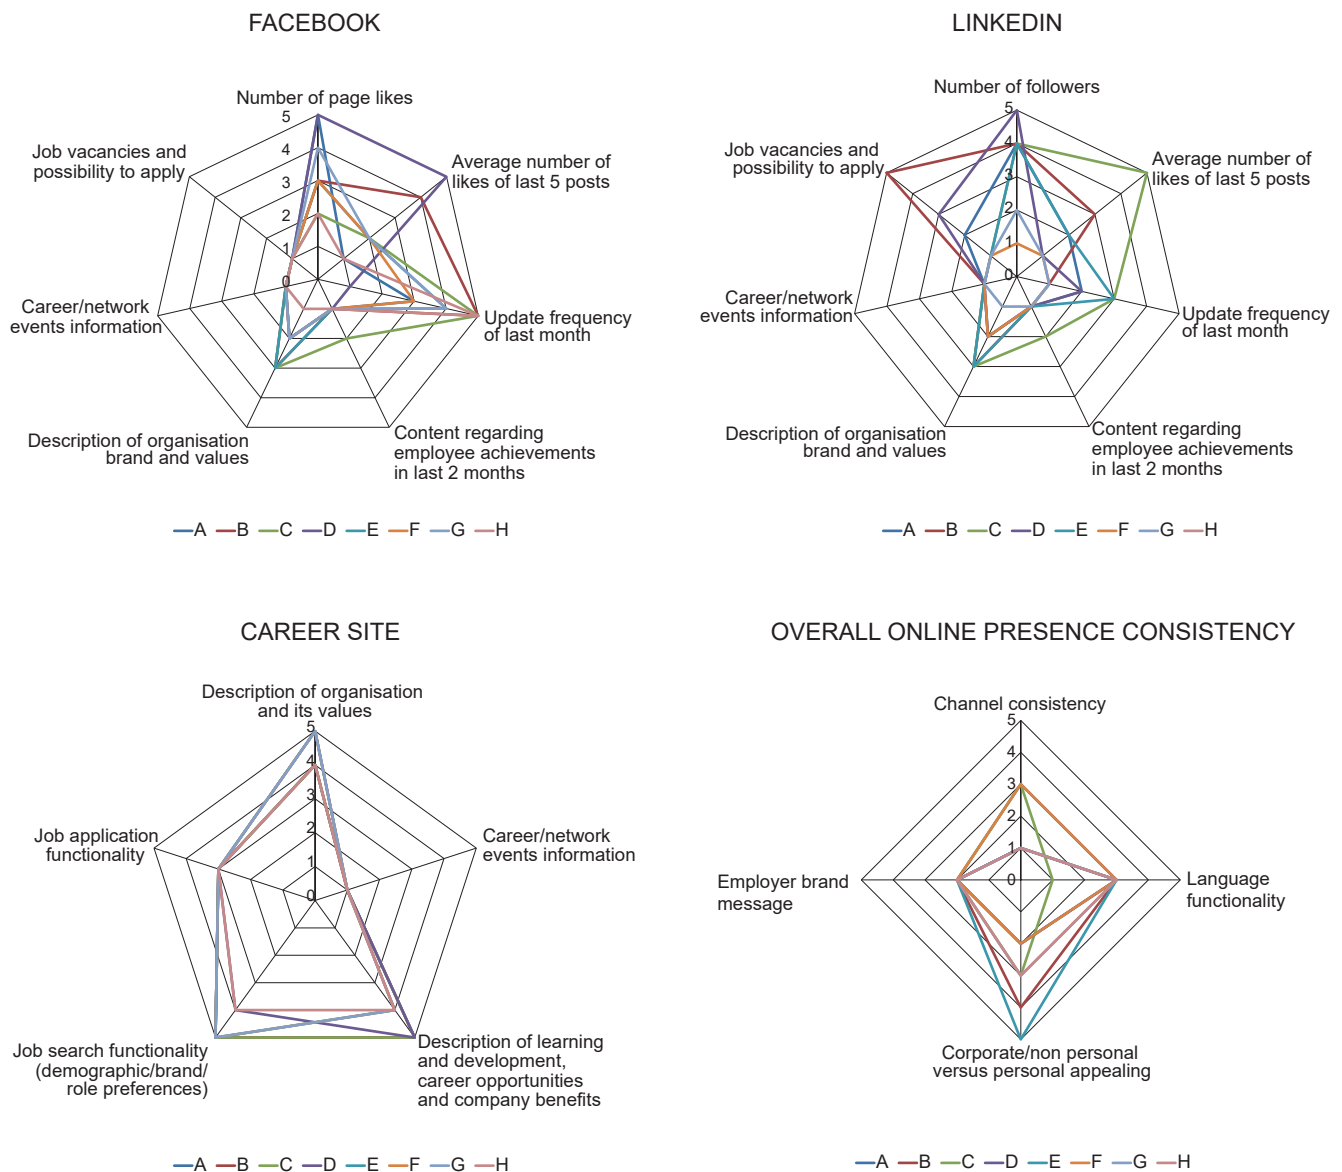 FACEBOOK
Number of page likes
5
4
3
2
1
0
Average number of
likes of last 5 posts
Update frequency
of last month
Content regarding
employee achievements
in last 2 months
Description of organisation
brand and values
Career/network
events information
Job vacancies and
possibility to apply
A B C D E F G H
LINKEDIN
Number of followers
5
4
3
2
1
0
Average number of
likes of last 5 posts
Update frequency
of last month
Content regarding
employee achievements
in last 2 months
Description of organisation
brand and values
Career/network
events information
Job vacancies and
possibility to apply
A B C D E F G H
CAREER SITE
Description of organisation
and its values
5
4
3
2
1
0
Career/network
events information
Description of learning
and development,
career opportunities
and company benefits
Job search functionality
(demographic/brand/
role preferences)
Job application
functionality
A B C D E F G H
OVERALL ONLINE PRESENCE CONSISTENCY
Channel consistency
5
4
3
2
1
0
Language
functionality
Corporate/non personal
versus personal appealing
Employer brand
message
A B C D E F G H